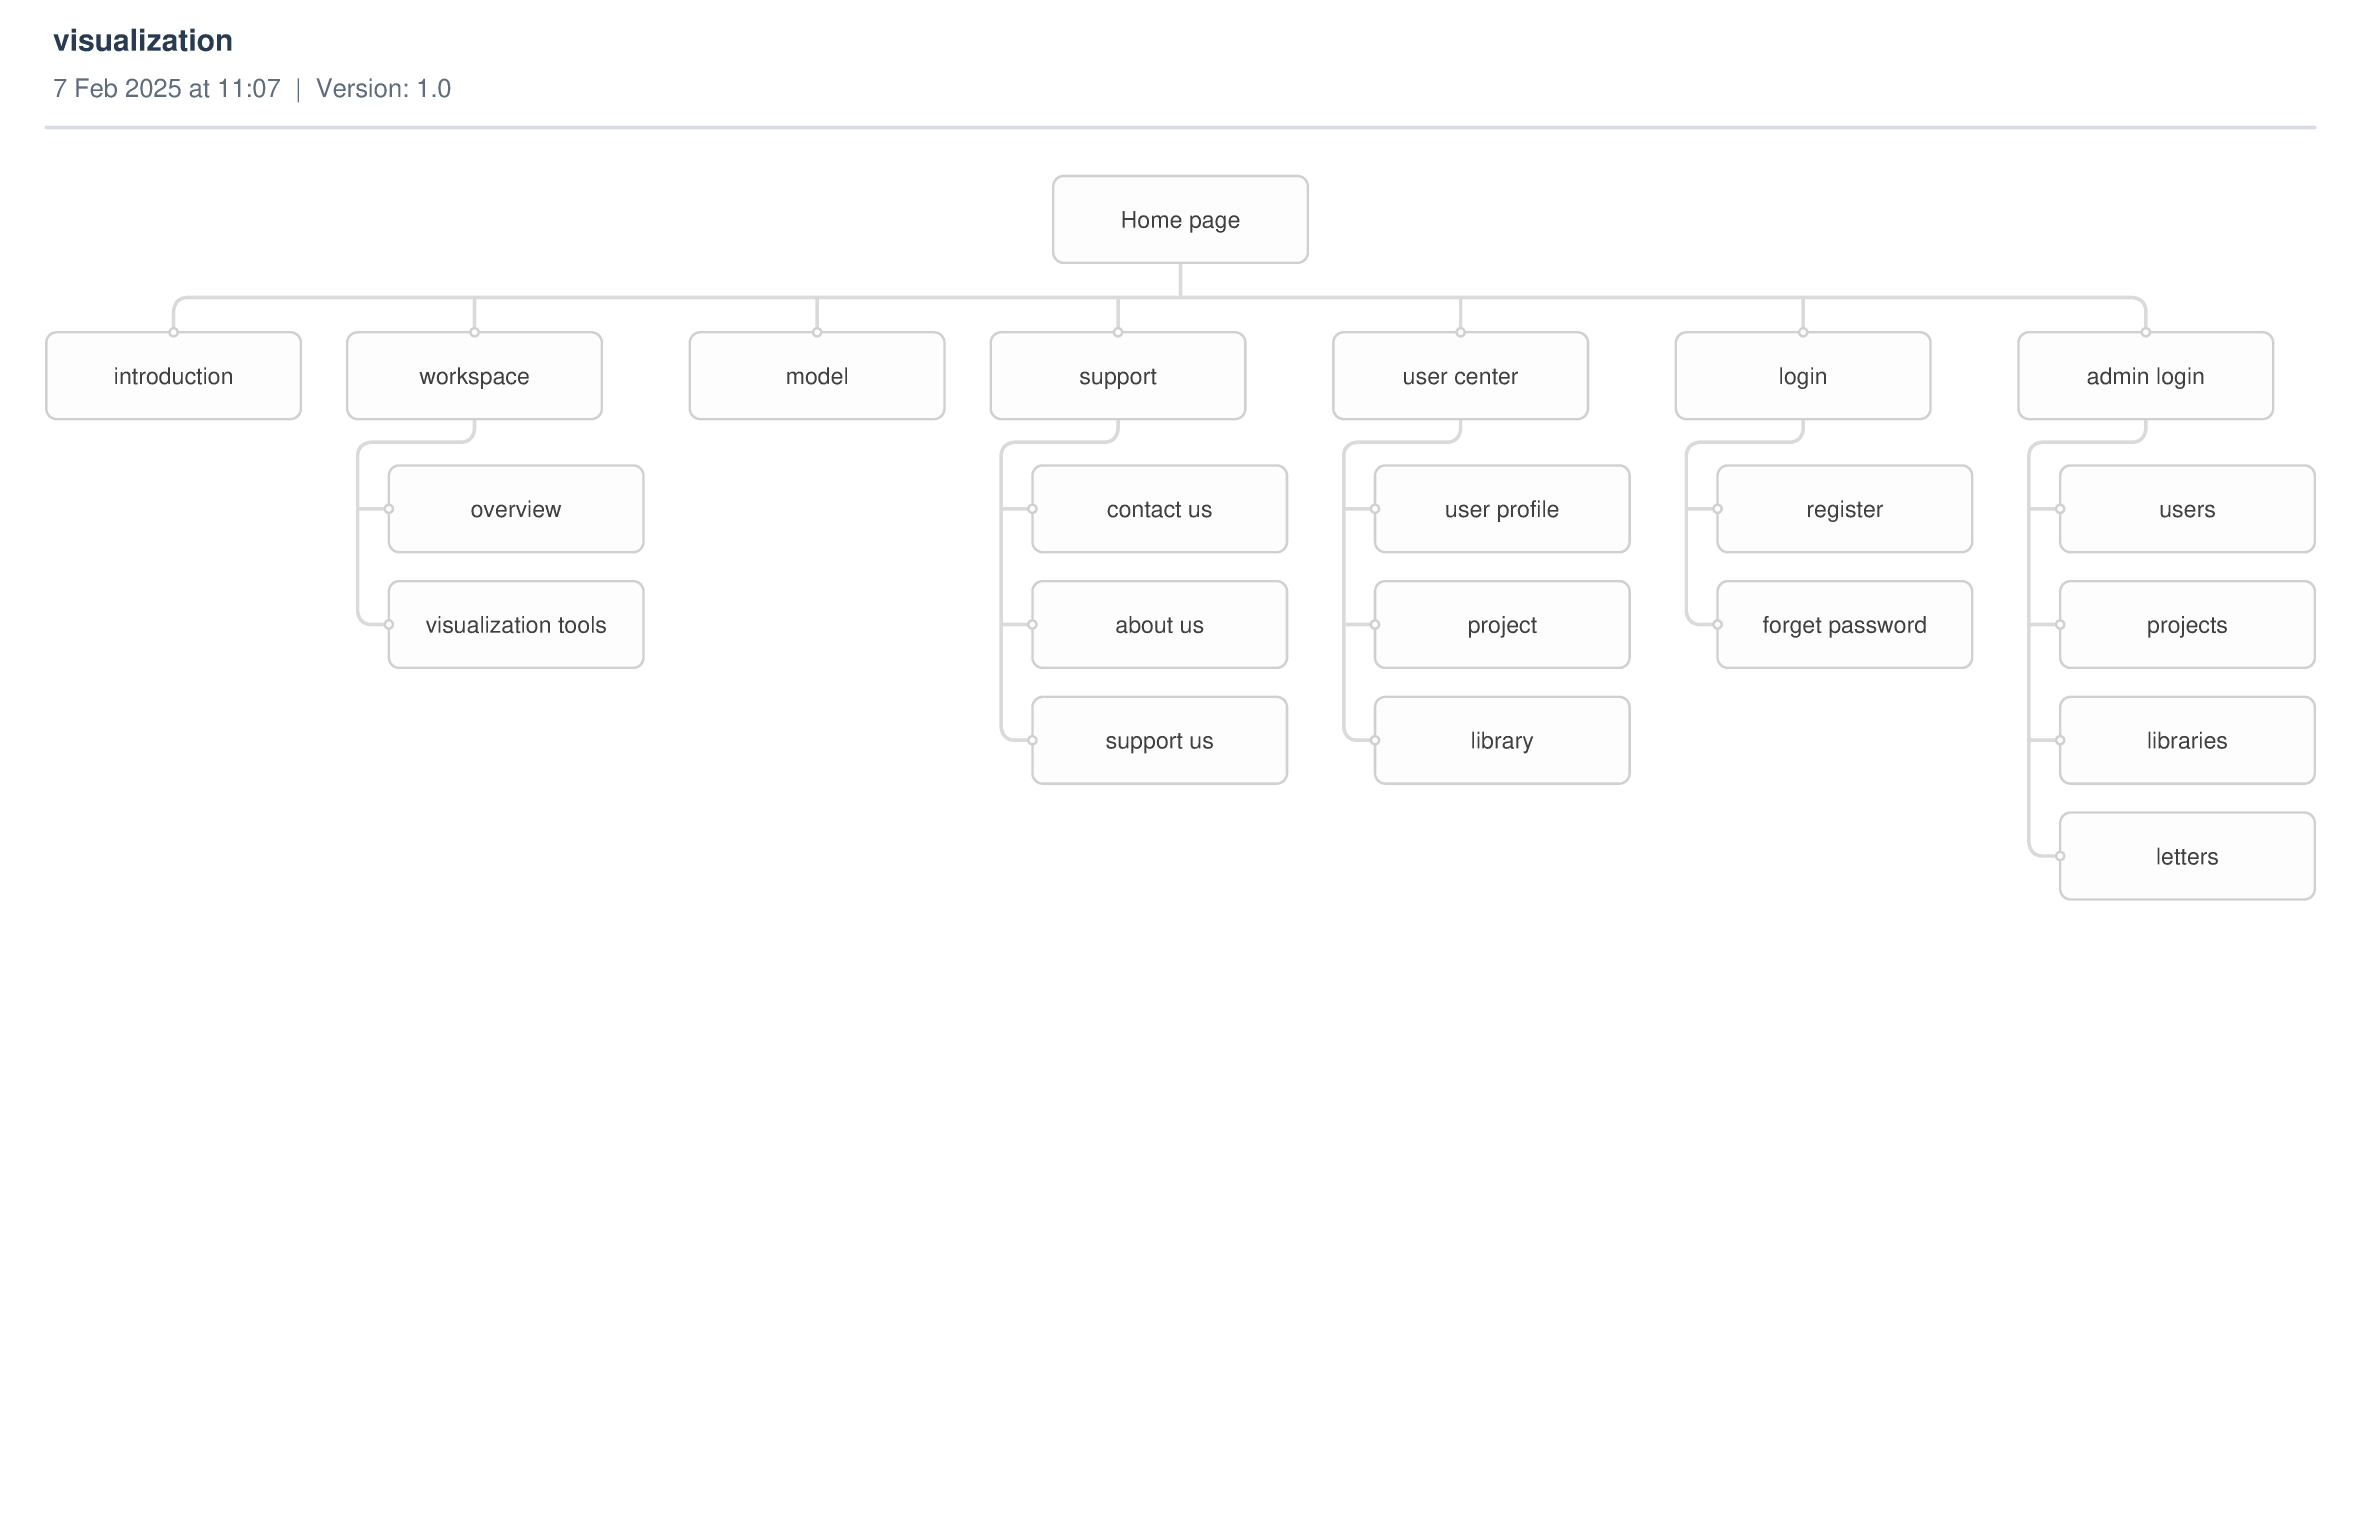 visualization
7 Feb 2025 at 11:07 | Version: 1.0
Home page
introduction
workspace
model
support
user center
login
admin login
overview
contact us
user profile
register
users
visualization tools
about us
project
forget password
projects
support us
library
libraries
letters